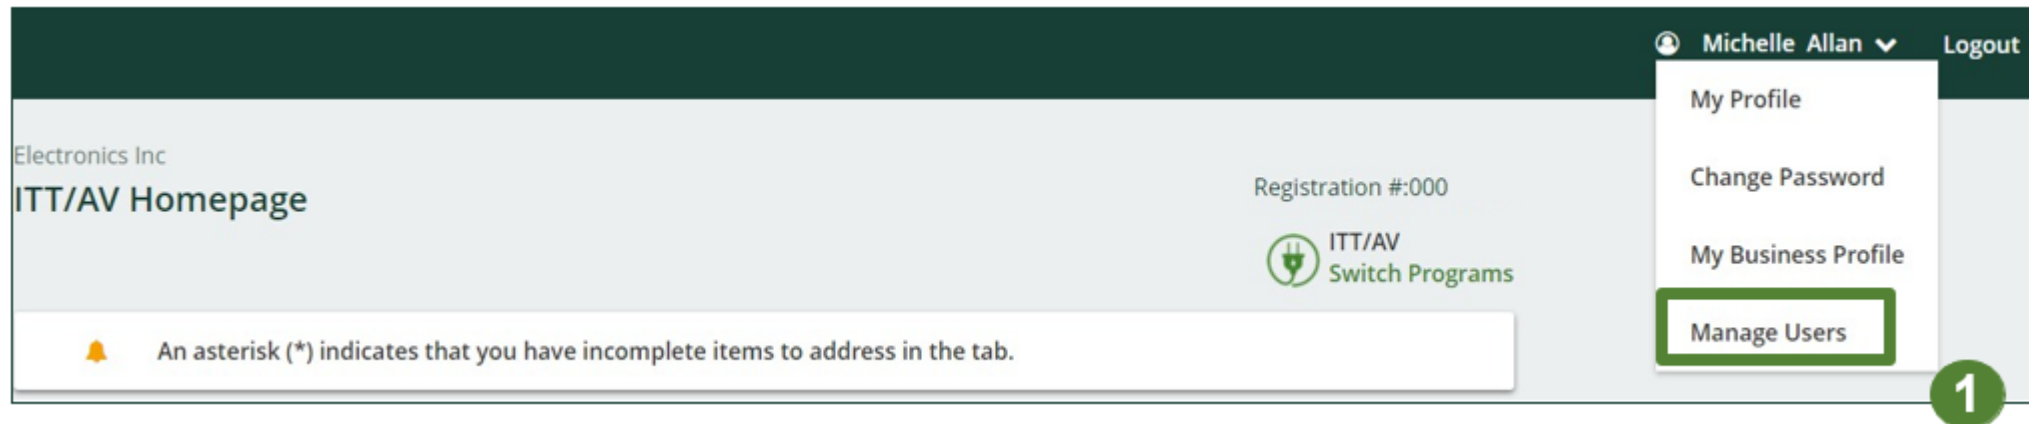 Michelle Allan
Logout
My Profile
Change Password
My Business Profile
Manage Users
Electronics Inc
ITT/AV Homepage
Registration #:000
ITT/AV
Switch Programs
An asterisk (*) indicates that you have incomplete items to address in the tab.
1